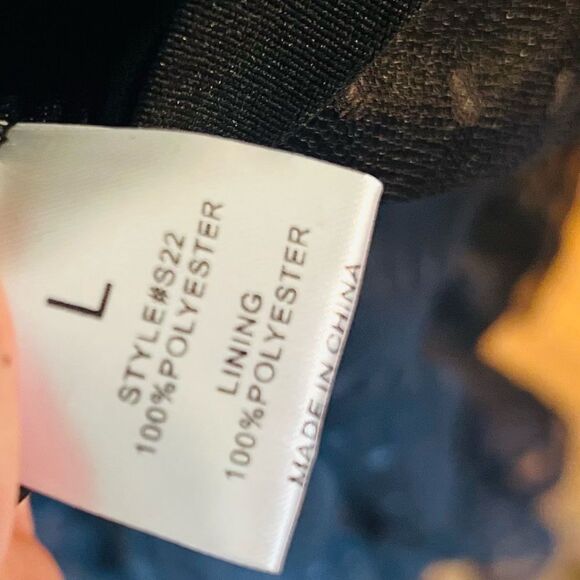 L
STYLE#S22
100%POLYESTER
LINING
100%POLYESTER
MADE IN CHINA